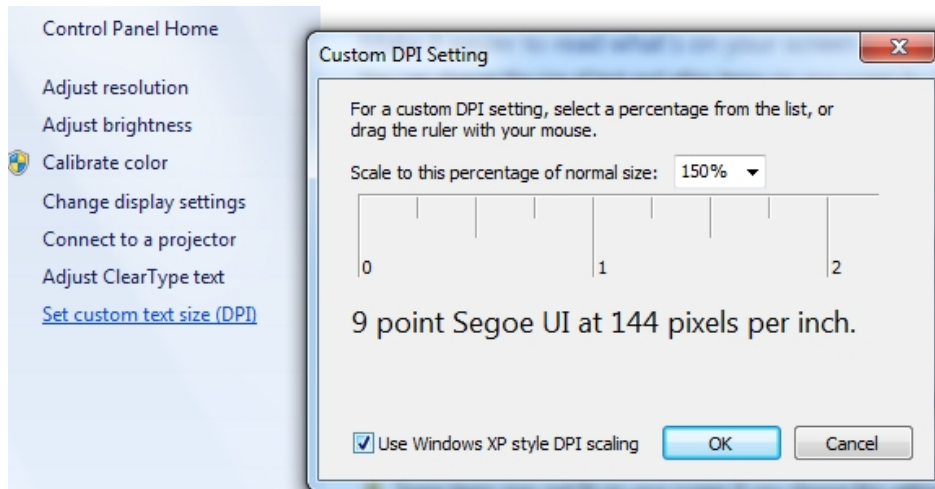 Control Panel Home
Adjust resolution
Adjust brightness
Calibrate color
Change display settings
Connect to a projector
Adjust ClearType text
Set custom text size (DPI)
Custom DPI Setting
For a custom DPI setting, select a percentage from the list, or
drag the ruler with your mouse.
Scale to this percentage of normal size: 150%
0 1 2
9 point Segoe UI at 144 pixels per inch.
Use Windows XP style DPI scaling
OK Cancel